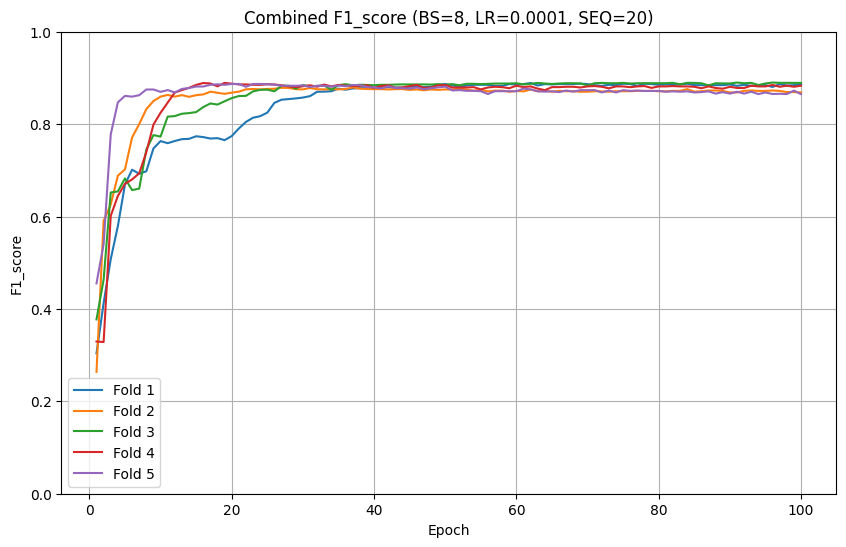 Combined F1_score (BS=8, LR=0.0001, SEQ=20)
F1_score
1.0
0.8
0.6
0.4
0.2
0.0
Fold 1
Fold 2
Fold 3
Fold 4
Fold 5
0 20 40 60 80 100
Epoch